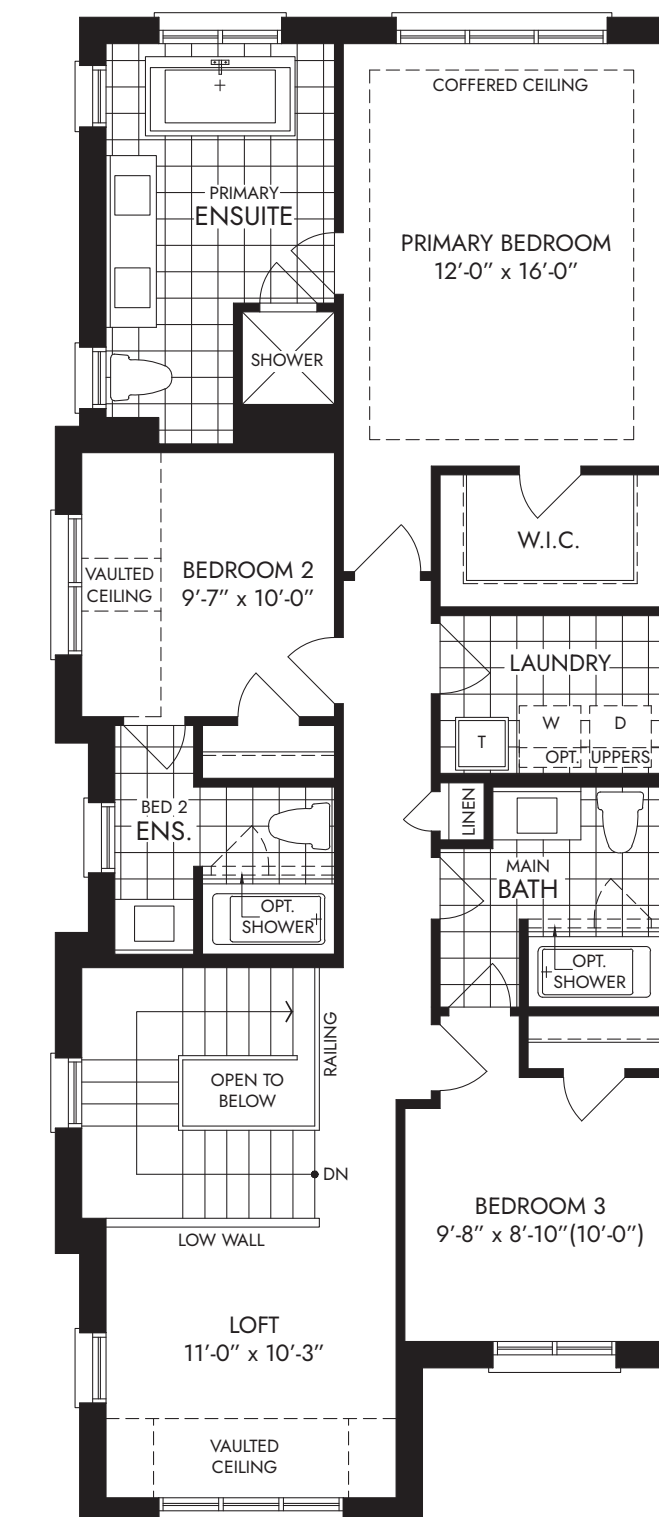 COFFERED CEILING
PRIMARY
ENSUITE
PRIMARY BEDROOM
12'-0" x 16'-0"
SHOWER
W.I.C.
VAULTED
CEILING
BEDROOM 2
9'-7" x 10'-0"
LAUNDRY
T
W
D
OPT. UPPERS
LINEN
BED 2
ENS.
OPT.
SHOWER
MAIN
BATH
OPT.
SHOWER
RAILING
OPEN TO
BELOW
DN
LOW WALL
BEDROOM 3
9'-8" x 8'-10"(10'-0")
LOFT
11'-0" x 10'-3"
VAULTED
CEILING